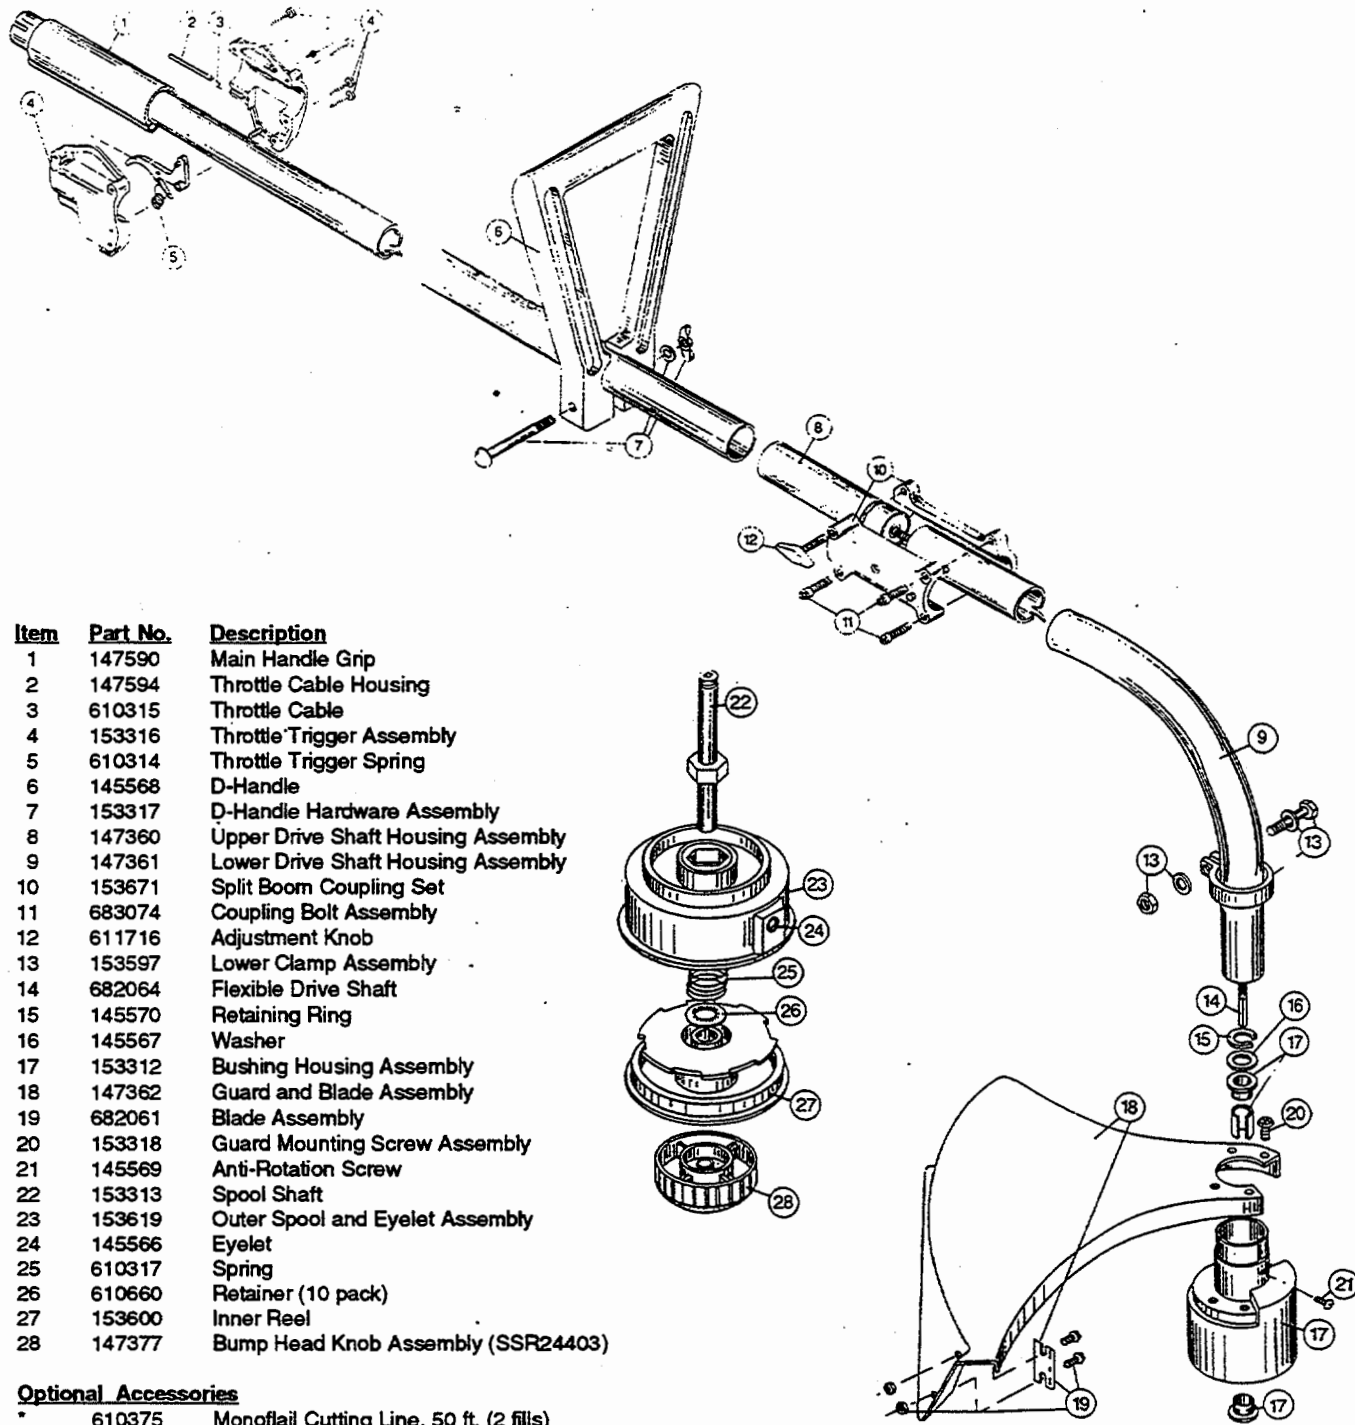 1
2
3
4
4
5
6
7
8
10
12
11
9
13
13
14
15
16
17
18
20
21
17
19
17
22
23
24
25
26
27
28
Item Part No. Description
1 147590 Main Handle Grip
2 147594 Throttle Cable Housing
3 610315 Throttle Cable
4 153316 Throttle Trigger Assembly
5 610314 Throttle Trigger Spring
6 145568 D-Handle
7 153317 D-Handle Hardware Assembly
8 147360 Upper Drive Shaft Housing Assembly
9 147361 Lower Drive Shaft Housing Assembly
10 153671 Split Boom Coupling Set
11 683074 Coupling Bolt Assembly
12 611716 Adjustment Knob
13 153597 Lower Clamp Assembly
14 682064 Flexible Drive Shaft
15 145570 Retaining Ring
16 145567 Washer
17 153312 Bushing Housing Assembly
18 147362 Guard and Blade Assembly
19 682061 Blade Assembly
20 153318 Guard Mounting Screw Assembly
21 145569 Anti-Rotation Screw
22 153313 Spool Shaft
23 153619 Outer Spool and Eyelet Assembly
24 145566 Eyelet
25 610317 Spring
26 610660 Retainer (10 pack)
27 153600 Inner Reel
28 147377 Bump Head Knob Assembly (SSR24403)
Optional Accessories
* 610375 Monoflail Cutting Line, 50 ft. (2 fills)